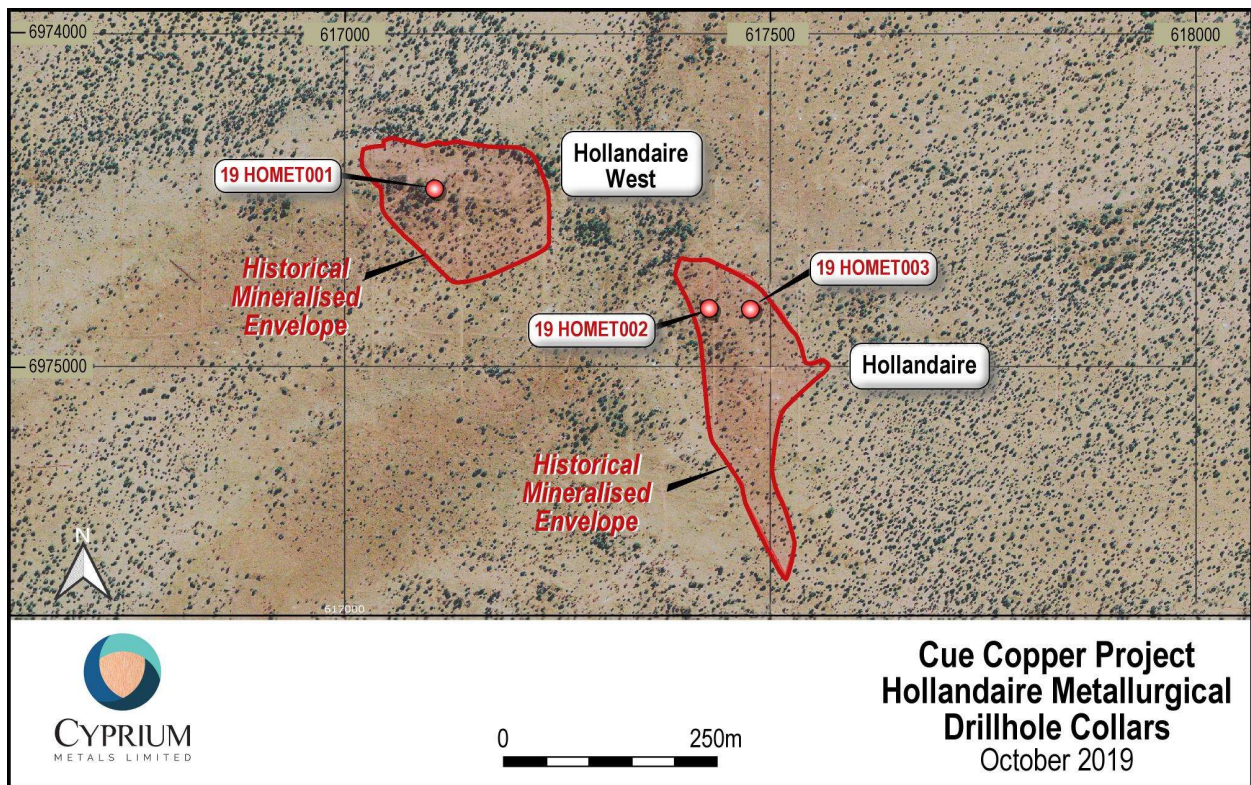 6974000
617000
617500
618000
Hollandaire
West
19 HOMET001
Historical
Mineralised
Envelope
19 HOMET003
19 HOMET002
6975000
Hollandaire
Historical
Mineralised
Envelope
N
617000
CYPRIUM
METALS LIMITED
0 250m
Cue Copper Project
Hollandaire Metallurgical
Drillhole Collars
October 2019